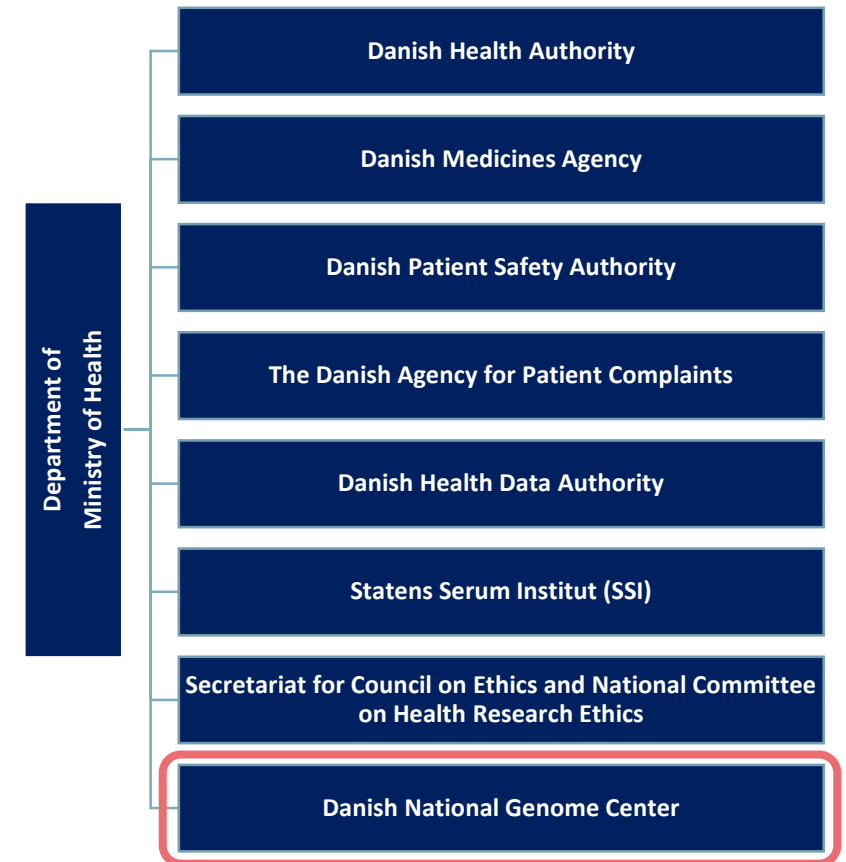 Department of
Ministry of Health
Danish Health Authority
Danish Medicines Agency
Danish Patient Safety Authority
The Danish Agency for Patient Complaints
Danish Health Data Authority
Statens Serum Institut (SSI)
Secretariat for Council on Ethics and National Committee
on Health Research Ethics
Danish National Genome Center